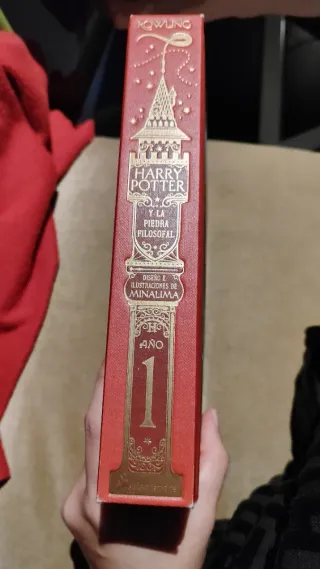 ROWLING
HARRY
POTTER
Y LA
PIEDRA
FILOSOFAL
DISEÑO E
ILUSTRACIONES DE
MINALIMA
H
AÑO
1